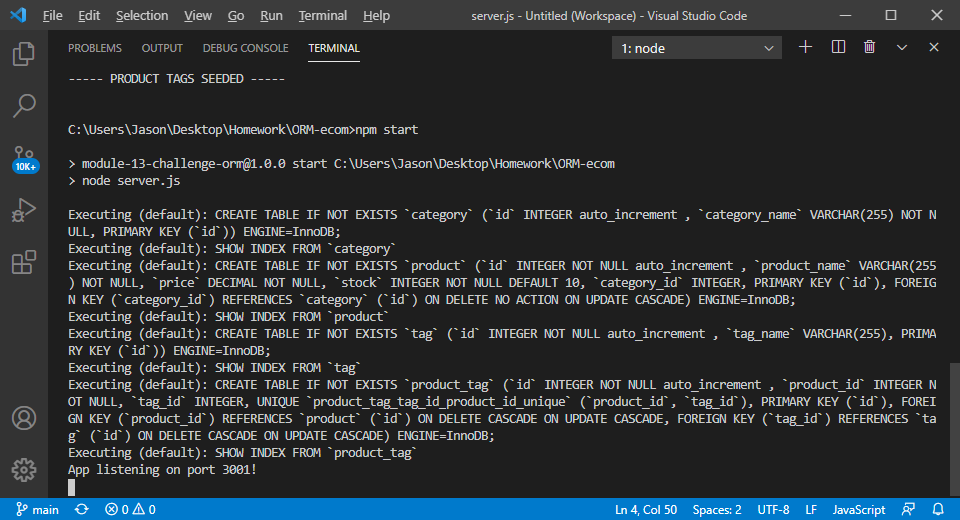 File Edit Selection View Go Run Terminal Help server.js - Untitled (Workspace) - Visual Studio Code
PROBLEMS OUTPUT DEBUG CONSOLE TERMINAL 1: node
----- PRODUCT TAGS SEEDED -----
C:\Users\Jason\Desktop\Homework\ORM-ecom>npm start
> module-13-challenge-orm@1.0.0 start C:\Users\Jason\Desktop\Homework\ORM-ecom
> node server.js
Executing (default): CREATE TABLE IF NOT EXISTS `category` (`id` INTEGER auto_increment , `category_name` VARCHAR(255) NOT N
ULL, PRIMARY KEY (`id`)) ENGINE=InnoDB;
Executing (default): SHOW INDEX FROM `category`
Executing (default): CREATE TABLE IF NOT EXISTS `product` (`id` INTEGER NOT NULL auto_increment , `product_name` VARCHAR(255
) NOT NULL, `price` DECIMAL NOT NULL, `stock` INTEGER NOT NULL DEFAULT 10, `category_id` INTEGER, PRIMARY KEY (`id`), FOREIG
N KEY (`category_id`) REFERENCES `category` (`id`) ON DELETE NO ACTION ON UPDATE CASCADE) ENGINE=InnoDB;
Executing (default): SHOW INDEX FROM `product`
Executing (default): CREATE TABLE IF NOT EXISTS `tag` (`id` INTEGER NOT NULL auto_increment , `tag_name` VARCHAR(255), PRIMA
RY KEY (`id`)) ENGINE=InnoDB;
Executing (default): SHOW INDEX FROM `tag`
Executing (default): CREATE TABLE IF NOT EXISTS `product_tag` (`id` INTEGER NOT NULL auto_increment , `product_id` INTEGER N
OT NULL, `tag_id` INTEGER, UNIQUE `product_tag_tag_id_product_id_unique` (`product_id`, `tag_id`), PRIMARY KEY (`id`), FOREI
GN KEY (`product_id`) REFERENCES `product` (`id`) ON DELETE CASCADE ON UPDATE CASCADE, FOREIGN KEY (`tag_id`) REFERENCES `ta
g` (`id`) ON DELETE CASCADE ON UPDATE CASCADE) ENGINE=InnoDB;
Executing (default): SHOW INDEX FROM `product_tag`
App listening on port 3001!
10K+
main 0 0 Ln 4, Col 50 Spaces: 2 UTF-8 LF JavaScript